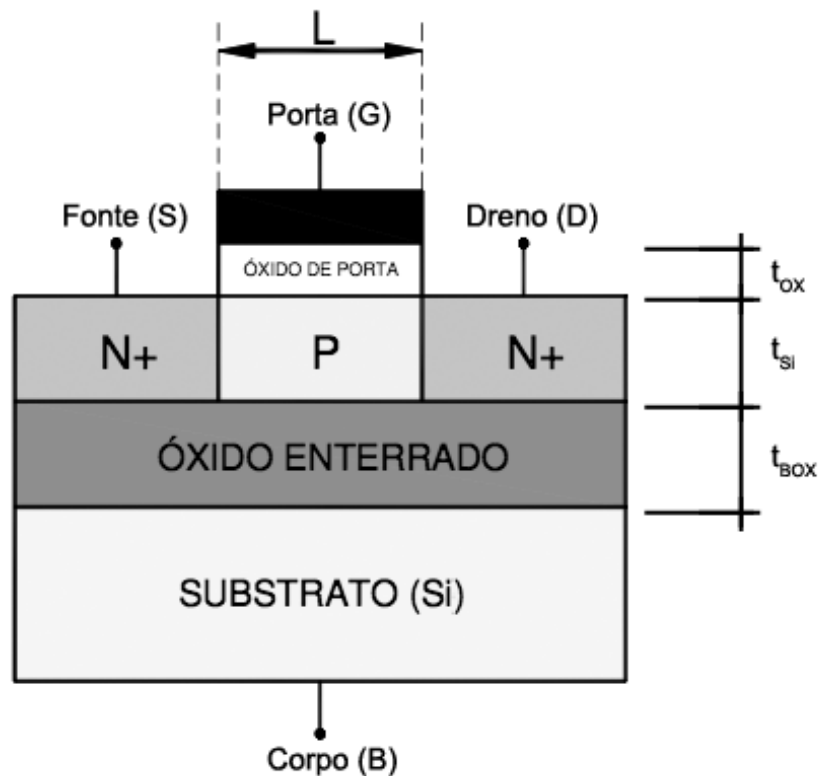 L
Porta (G)
Fonte (S)
Dreno (D)
ÓXIDO DE PORTA
tOX
N+
P
N+
tSi
ÓXIDO ENTERRADO
tBOX
SUBSTRATO (Si)
Corpo (B)